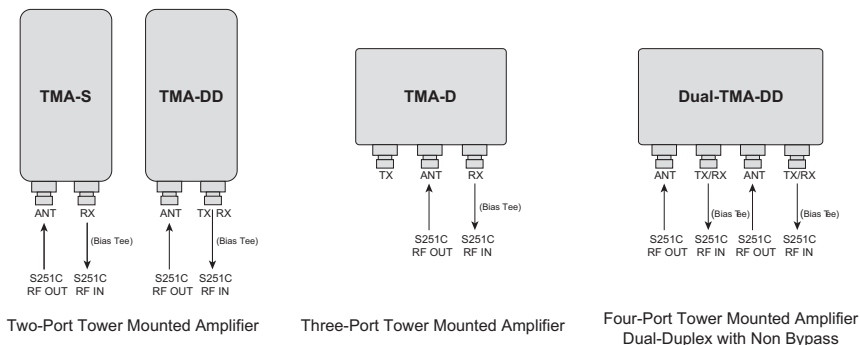 TMA-S
TMA-DD
TMA-D
Dual-TMA-DD
ANT RX
ANT TX RX
TX ANT RX
ANT TX/RX ANT TX/RX
(Bias Tee)
(Bias Tee)
(Bias Tee)
(Bias Tee)
(Bias Tee)
S251C S251C
RF OUT RF IN
S251C S251C
RF OUT RF IN
S251C S251C
RF OUT RF IN
S251C S251C S251C S251C
RF OUT RF IN RF OUT RF IN
Two-Port Tower Mounted Amplifier
Three-Port Tower Mounted Amplifier
Four-Port Tower Mounted Amplifier
Dual-Duplex with Non Bypass